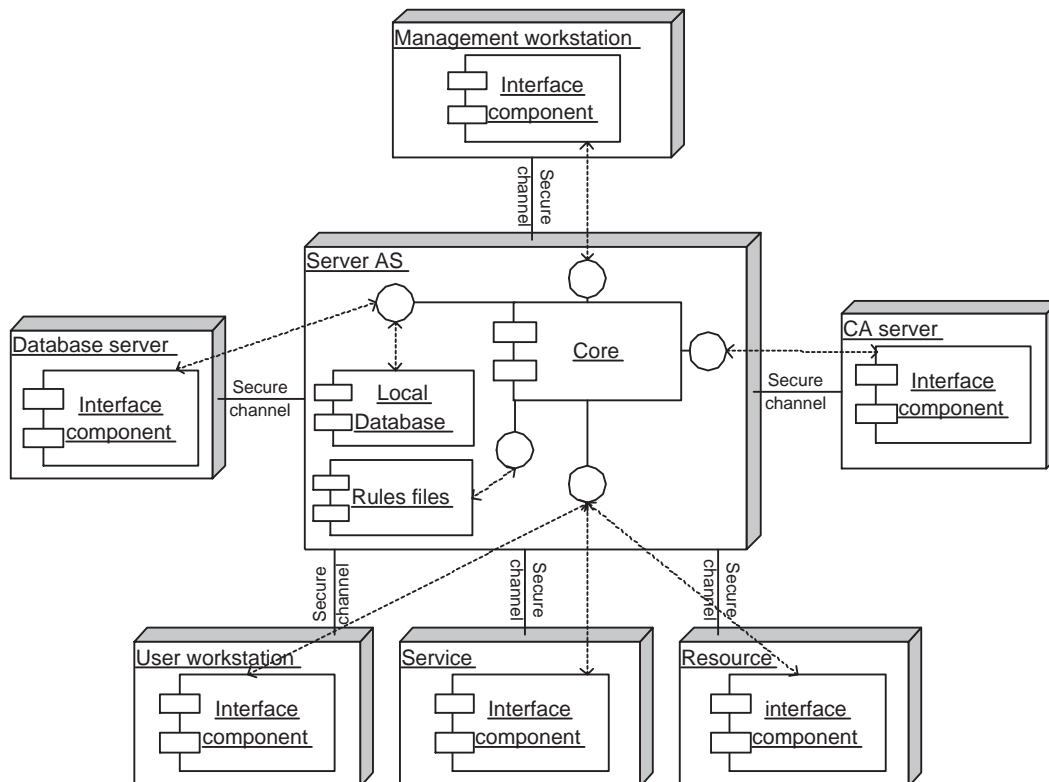 Management workstation
Interface
component
Secure
channel
Server AS
Core
Local
Database
Rules files
Database server
Interface
component
Secure
channel
CA server
Interface
component
Secure
channel
Secure
channel
Secure
channel
Secure
channel
User workstation
Interface
component
Service
Interface
component
Resource
interface
component